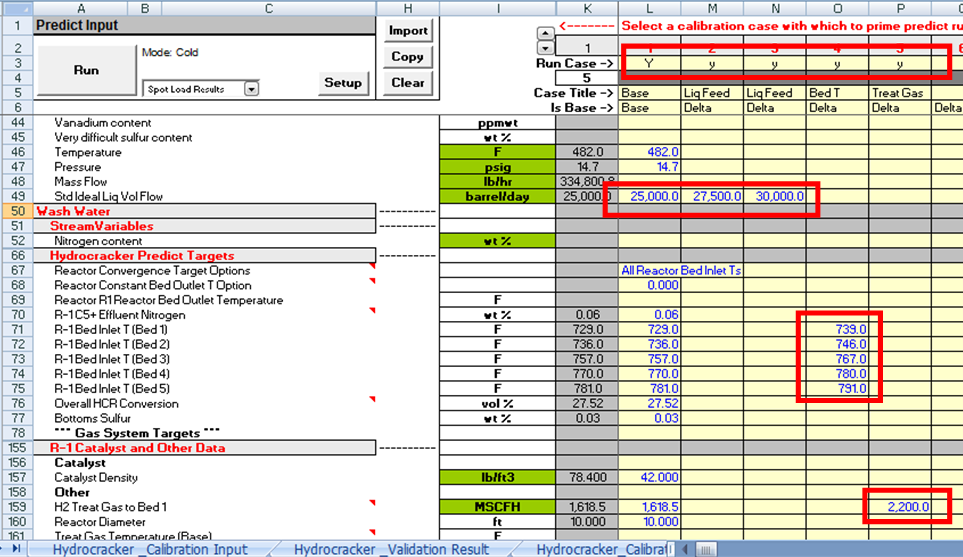 A B C H I K L M N O P
1 Predict Input Import <------- Select a calibration case with which to prime predict ru
2 Mode: Cold 1 1 2 3 4 5 6
3 Run Copy Run Case -> Y y y y y
4 Spot Load Results Setup Clear 5
5 Case Title -> Base Liq Feed Liq Feed Bed T Treat Gas
6 Is Base -> Base Delta Delta Delta Delta Delta
44 Vanadium content ppmwt
45 Very difficult sulfur content wt %
46 Temperature F 482.0 482.0
47 Pressure psig 14.7 14.7
48 Mass Flow lb/hr 334,800.8
49 Std Ideal Liq Vol Flow barrel/day 25,000.0 25,000.0 27,500.0 30,000.0
50 Wash Water ----------
51 StreamVariables ----------
52 Nitrogen content wt %
66 Hydrocracker Predict Targets ----------
67 Reactor Convergence Target Options All Reactor Bed Inlet Ts
68 Reactor Constant Bed Outlet T Option 0.000
69 Reactor R1 Reactor Bed Outlet Temperature F
70 R-1 C5+ Effluent Nitrogen wt % 0.06 0.06
71 R-1 Bed Inlet T (Bed 1) F 729.0 729.0 739.0
72 R-1 Bed Inlet T (Bed 2) F 736.0 736.0 746.0
73 R-1 Bed Inlet T (Bed 3) F 757.0 757.0 767.0
74 R-1 Bed Inlet T (Bed 4) F 770.0 770.0 780.0
75 R-1 Bed Inlet T (Bed 5) F 781.0 781.0 791.0
76 Overall HCR Conversion vol % 27.52 27.52
77 Bottoms Sulfur wt % 0.03 0.03
78 *** Gas System Targets ***
155 R-1 Catalyst and Other Data ----------
156 Catalyst
157 Catalyst Density lb/ft3 78.400 42.000
158 Other
159 H2 Treat Gas to Bed 1 MSCFH 1,618.5 1,618.5 2,200.0
160 Reactor Diameter ft 10.000 10.000
161 Treat Gas Temperature (Base) F
Hydrocracker _Calibration Input Hydrocracker _Validation Result Hydrocracker_Calibrat